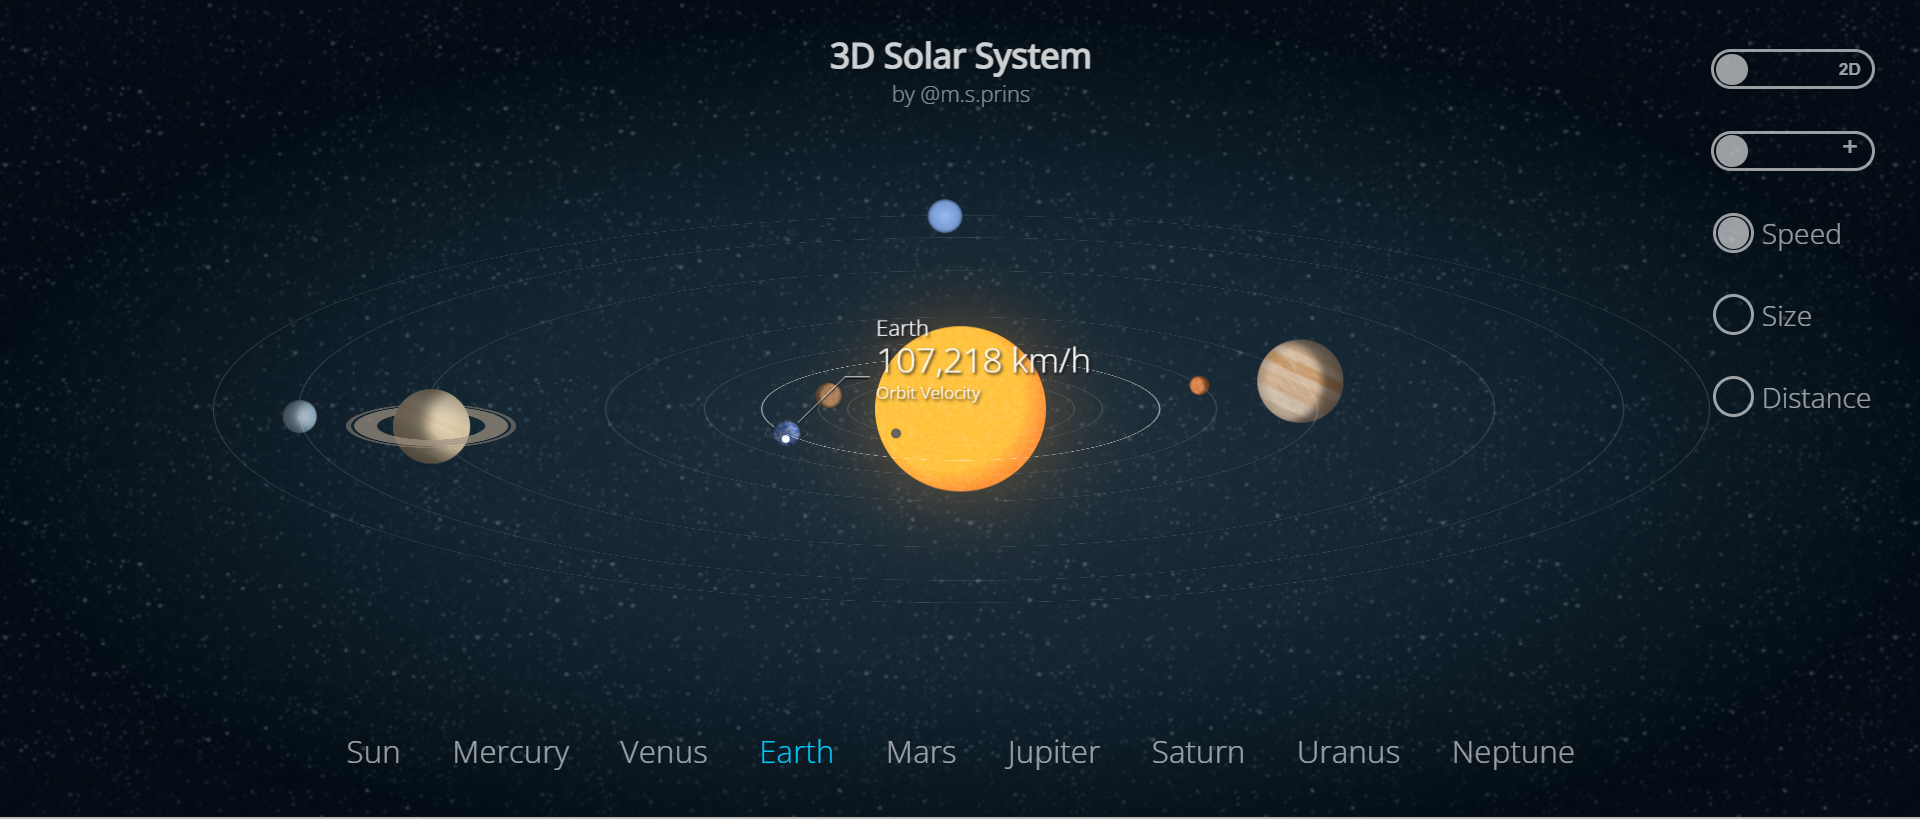 3D Solar System
by @m.s.prins
2D
+
Speed
Size
Distance
Earth
107,218 km/h
Orbit Velocity
Sun Mercury Venus Earth Mars Jupiter Saturn Uranus Neptune